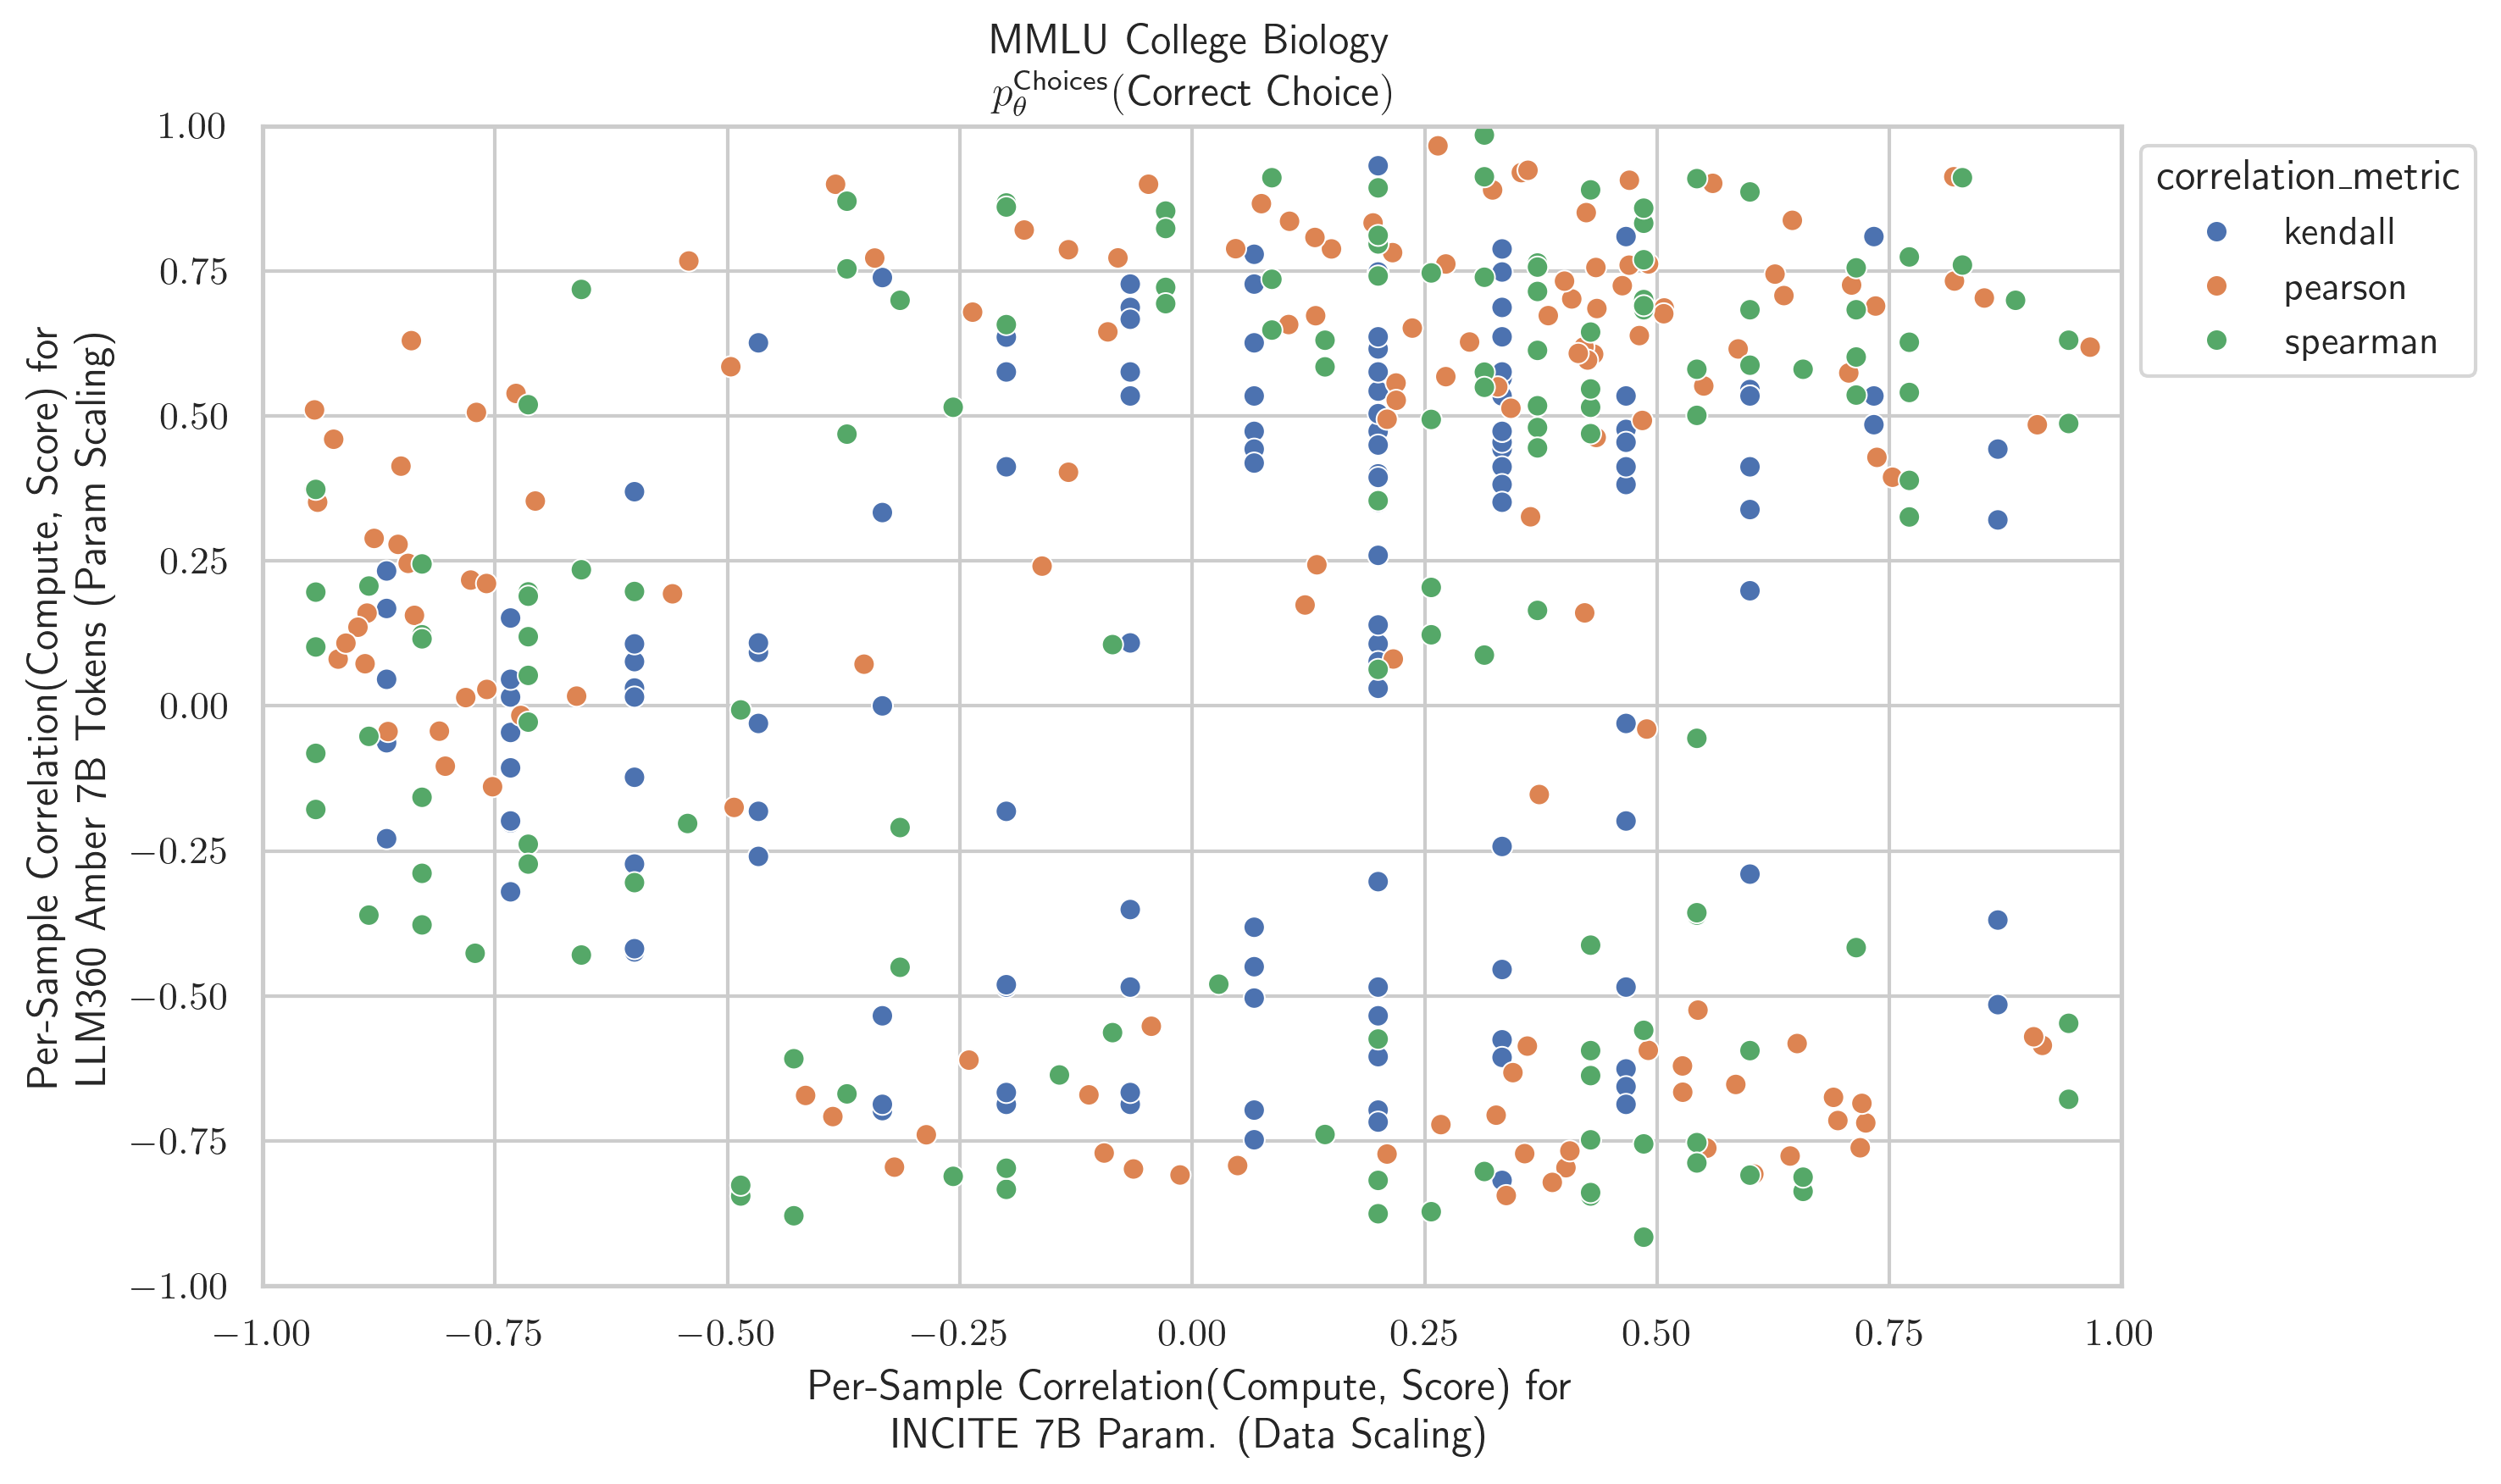 MMLU College Biology
p_θ^Choices(Correct Choice)
1.00
0.75
0.50
0.25
0.00
−0.25
−0.50
−0.75
−1.00
Per-Sample Correlation(Compute, Score) for
LLM360 Amber 7B Tokens (Param Scaling)
correlation_metric
kendall
pearson
spearman
−1.00 −0.75 −0.50 −0.25 0.00 0.25 0.50 0.75 1.00
Per-Sample Correlation(Compute, Score) for
INCITE 7B Param. (Data Scaling)